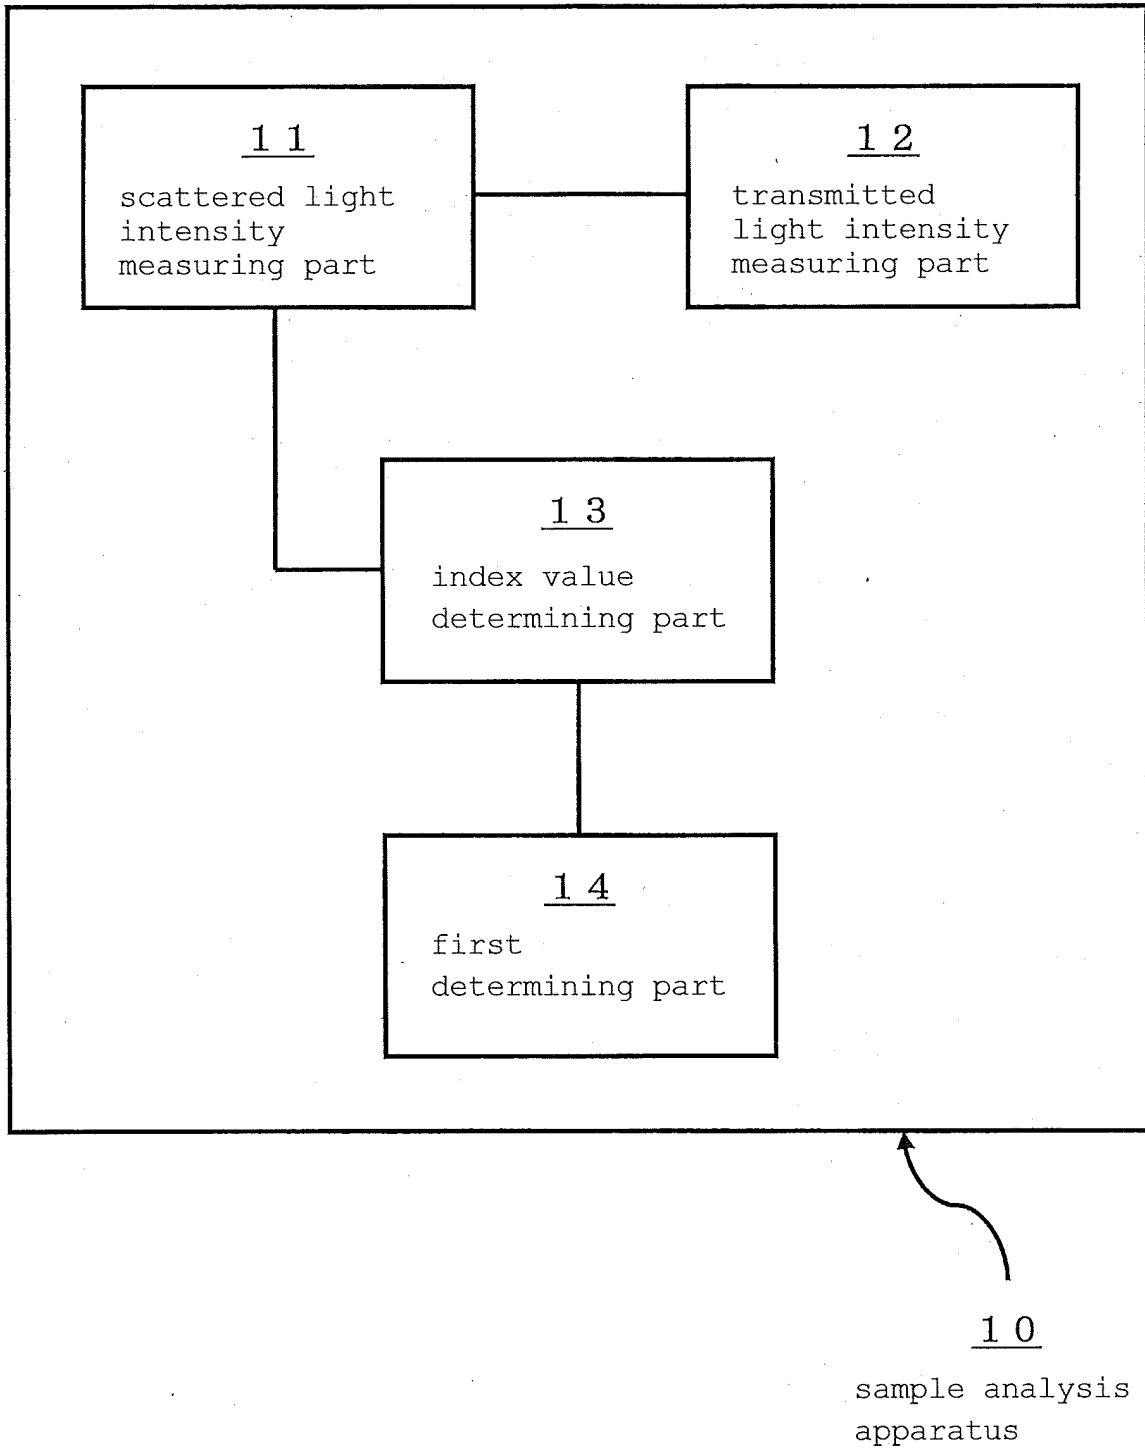 11
scattered light
intensity
measuring part
12
transmitted
light intensity
measuring part
13
index value
determining part
14
first
determining part
10
sample analysis
apparatus